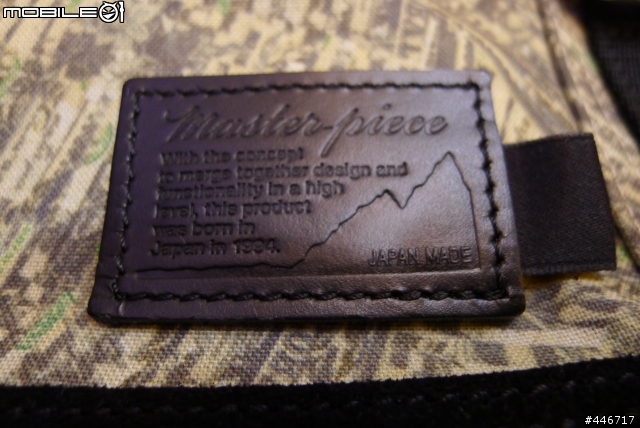 MOBILE01
Master-piece
With the concept
to merge together design and
functionality in a high
level, this product
was born in
Japan in 1994.
JAPAN MADE
#446717